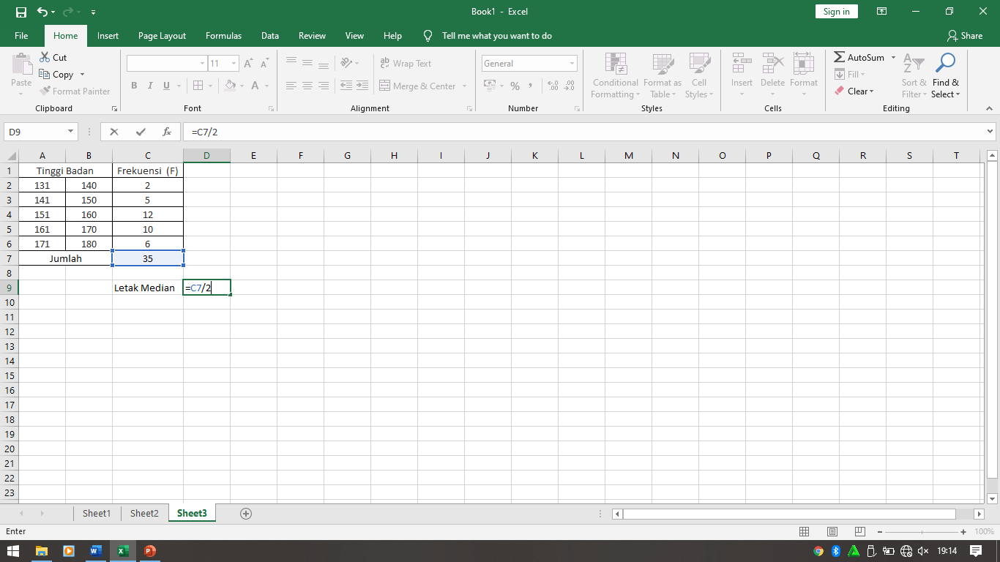 Book1 - Excel
Sign in
File Home Insert Page Layout Formulas Data Review View Help Tell me what you want to do Share
Paste
Cut
Copy
Format Painter
Clipboard
11
B I U
A A
A
Font
ab Wrap Text
Merge & Center
Alignment
General
% ,
.0 .00
.00 .0
Number
Conditional Formatting
Format as Table
Cell Styles
Styles
Insert Delete Format
Cells
AutoSum
Fill
Clear
Sort & Filter
Find & Select
Editing
D9 fx =C7/2
A B C D E F G H I J K L M N O P Q R S T
1 Tinggi Badan Frekuensi (F)
2 131 140 2
3 141 150 5
4 151 160 12
5 161 170 10
6 171 180 6
7 Jumlah 35
8
9 Letak Median =C7/2
10
11
12
13
14
15
16
17
18
19
20
21
22
23
Sheet1 Sheet2 Sheet3
Enter 100%
19:14